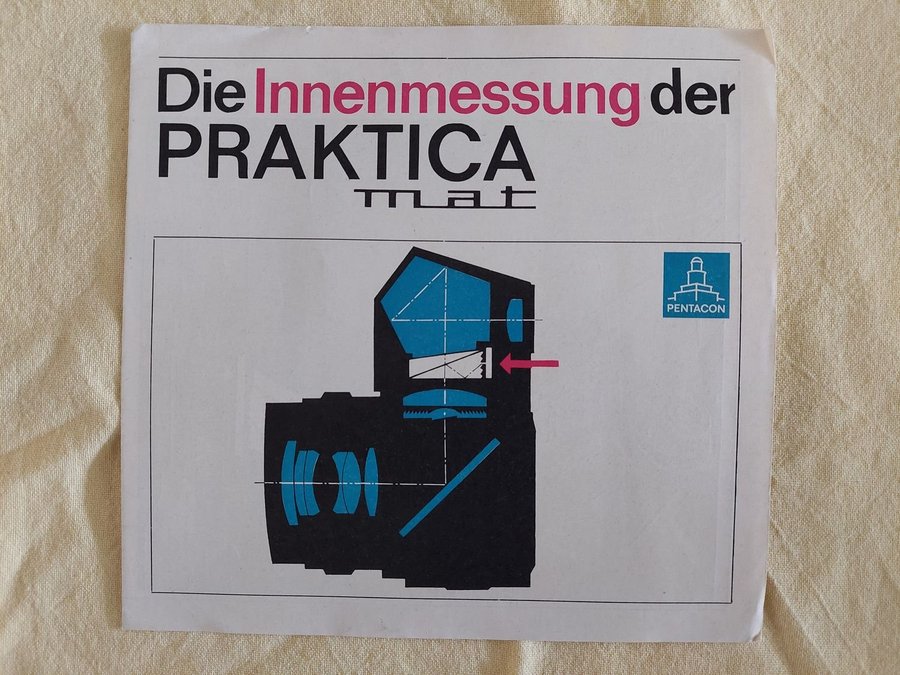 Die Innenmessung der
PRAKTICA
mat
PENTACON